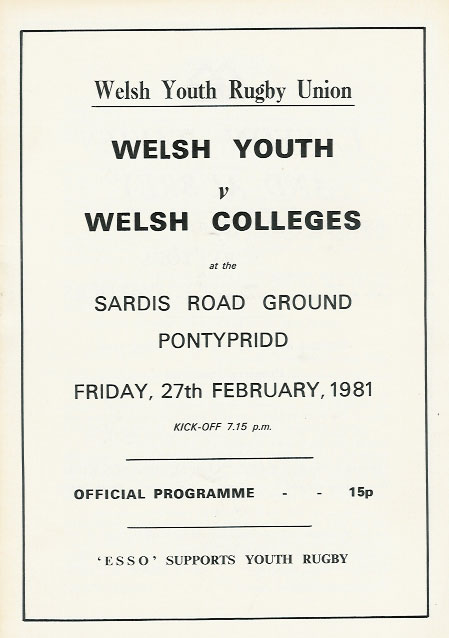 Welsh Youth Rugby Union
WELSH YOUTH
v
WELSH COLLEGES
at the
SARDIS ROAD GROUND
PONTYPRIDD
FRIDAY, 27th FEBRUARY, 1981
KICK-OFF 7.15 p.m.
OFFICIAL PROGRAMME - - 15p
'ESSO' SUPPORTS YOUTH RUGBY